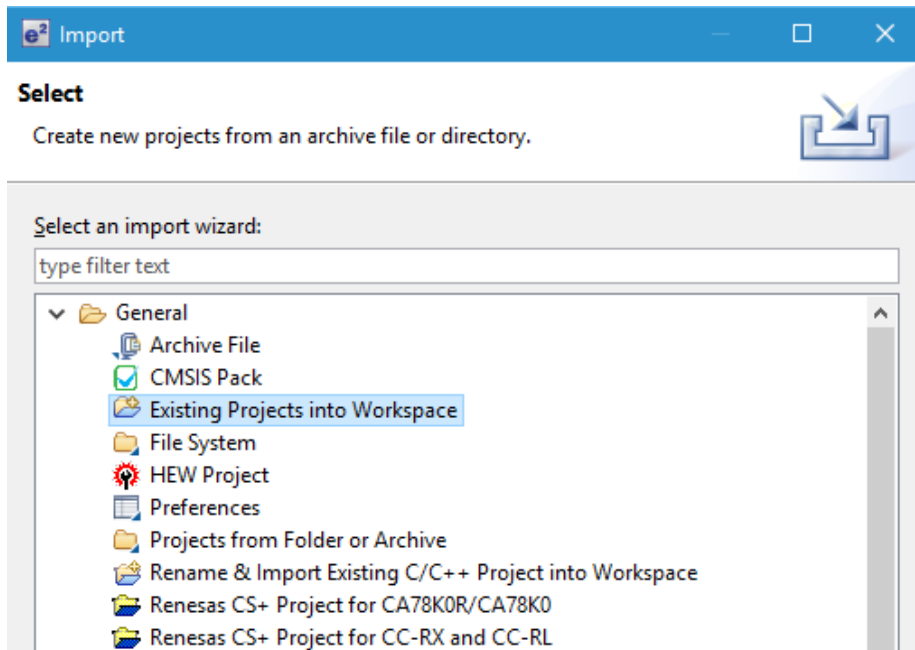 e² Import
Select
Create new projects from an archive file or directory.
Select an import wizard:
type filter text
General
Archive File
CMSIS Pack
Existing Projects into Workspace
File System
HEW Project
Preferences
Projects from Folder or Archive
Rename & Import Existing C/C++ Project into Workspace
Renesas CS+ Project for CA78K0R/CA78K0
Renesas CS+ Project for CC-RX and CC-RL